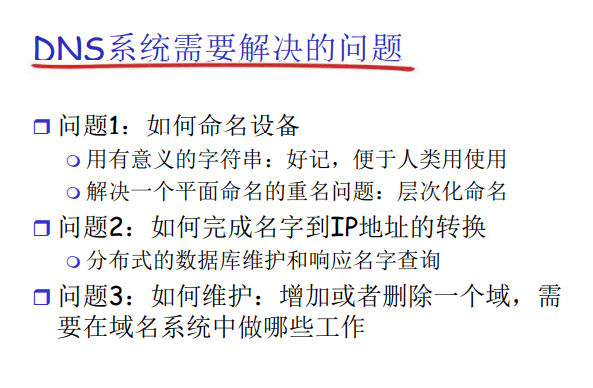 DNS系统需要解决的问题
问题1：如何命名设备
用有意义的字符串：好记，便于人类用使用
解决一个平面命名的重名问题：层次化命名
问题2：如何完成名字到IP地址的转换
分布式的数据库维护和响应名字查询
问题3：如何维护：增加或者删除一个域，需
要在域名系统中做哪些工作